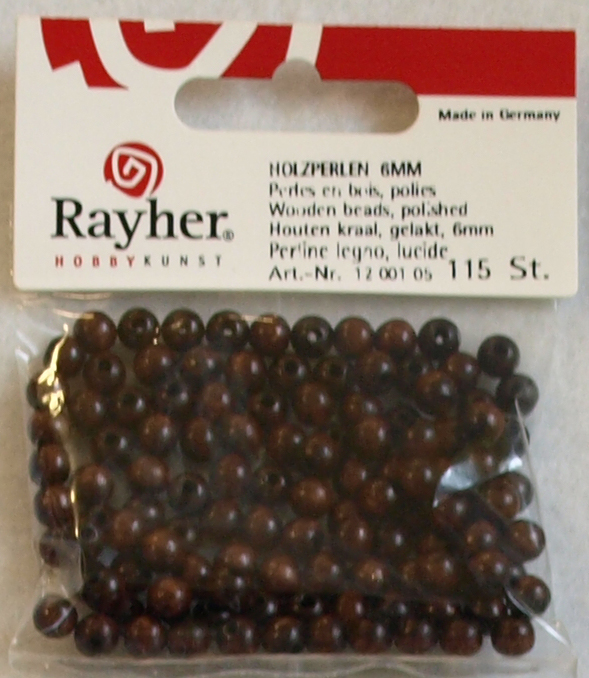 Made in Germany
Rayher®
HOBBYKUNST
HOLZPERLEN 6MM
Perles en bois, polies
Wooden beads, polished
Houten kraal, gelakt, 6mm
Perline legno, lucide
Art.-Nr. 12 001 05 115 St.